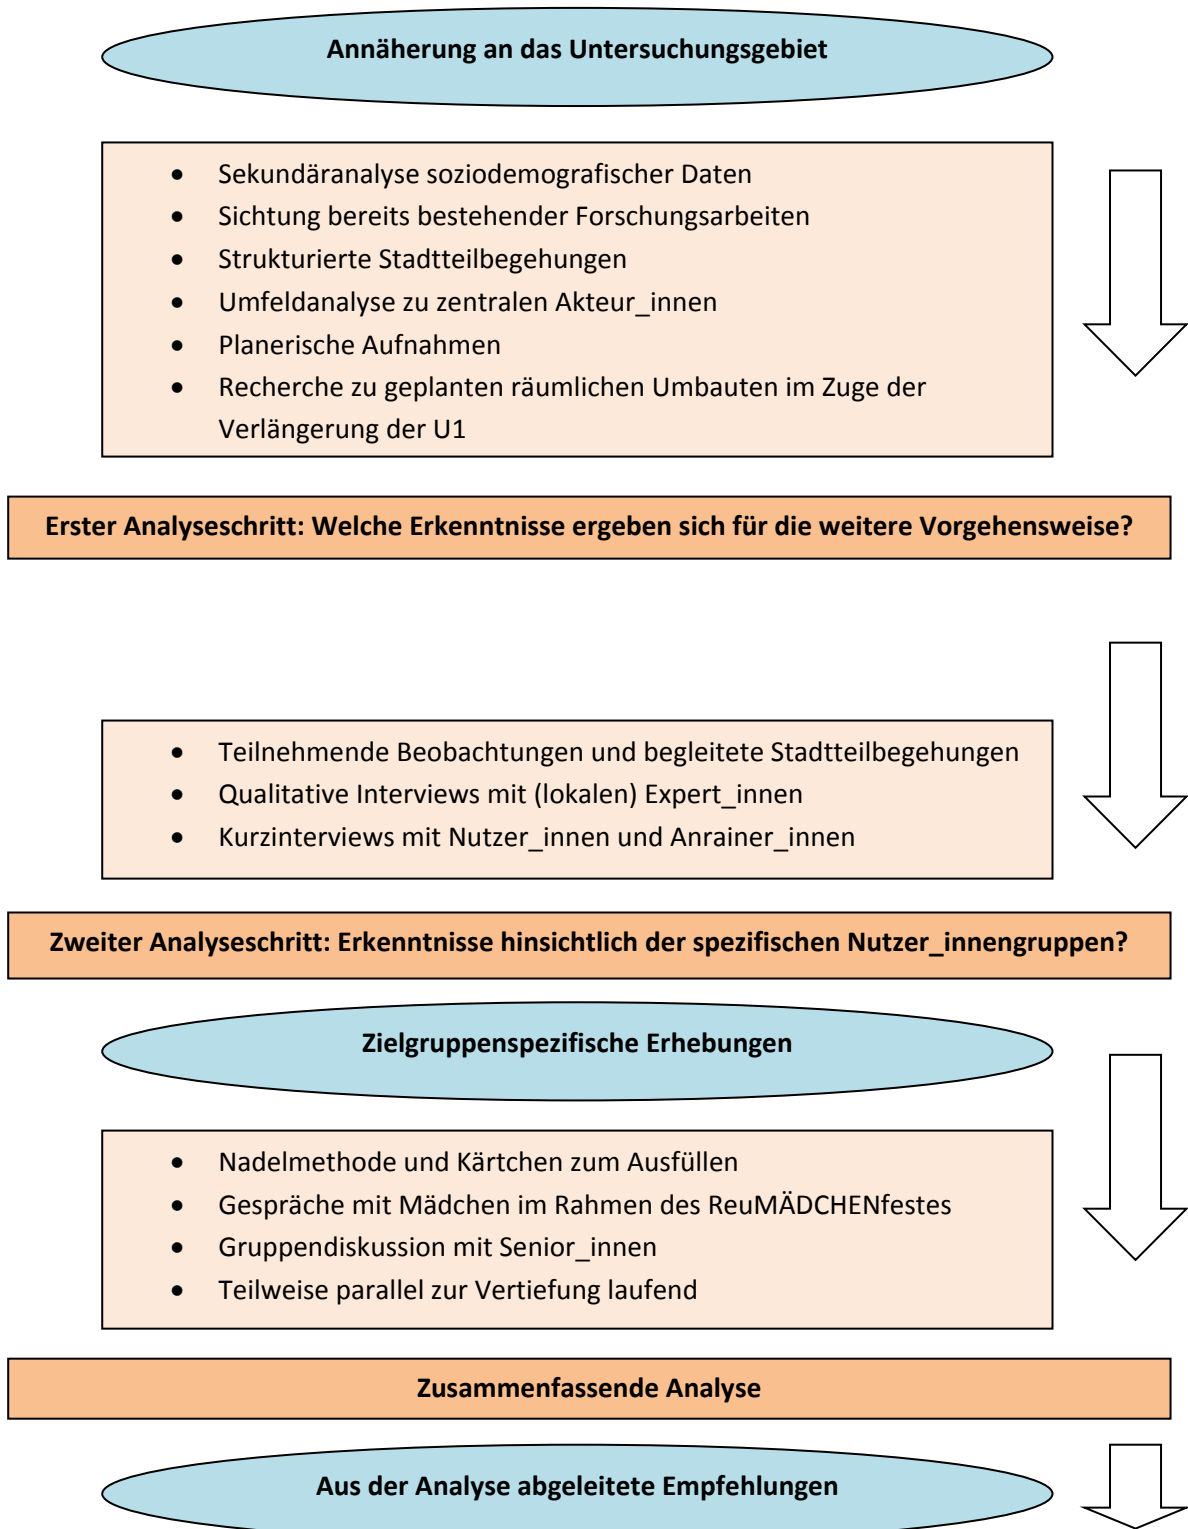 Annäherung an das Untersuchungsgebiet
• Sekundäranalyse soziodemografischer Daten
• Sichtung bereits bestehender Forschungsarbeiten
• Strukturierte Stadtteilbegehungen
• Umfeldanalyse zu zentralen Akteur_innen
• Planerische Aufnahmen
• Recherche zu geplanten räumlichen Umbauten im Zuge der
Verlängerung der U1
Erster Analyseschritt: Welche Erkenntnisse ergeben sich für die weitere Vorgehensweise?
• Teilnehmende Beobachtungen und begleitete Stadtteilbegehungen
• Qualitative Interviews mit (lokalen) Expert_innen
• Kurzinterviews mit Nutzer_innen und Anrainer_innen
Zweiter Analyseschritt: Erkenntnisse hinsichtlich der spezifischen Nutzer_innengruppen?
Zielgruppenspezifische Erhebungen
• Nadelmethode und Kärtchen zum Ausfüllen
• Gespräche mit Mädchen im Rahmen des ReuMÄDCHENfestes
• Gruppendiskussion mit Senior_innen
• Teilweise parallel zur Vertiefung laufend
Zusammenfassende Analyse
Aus der Analyse abgeleitete Empfehlungen